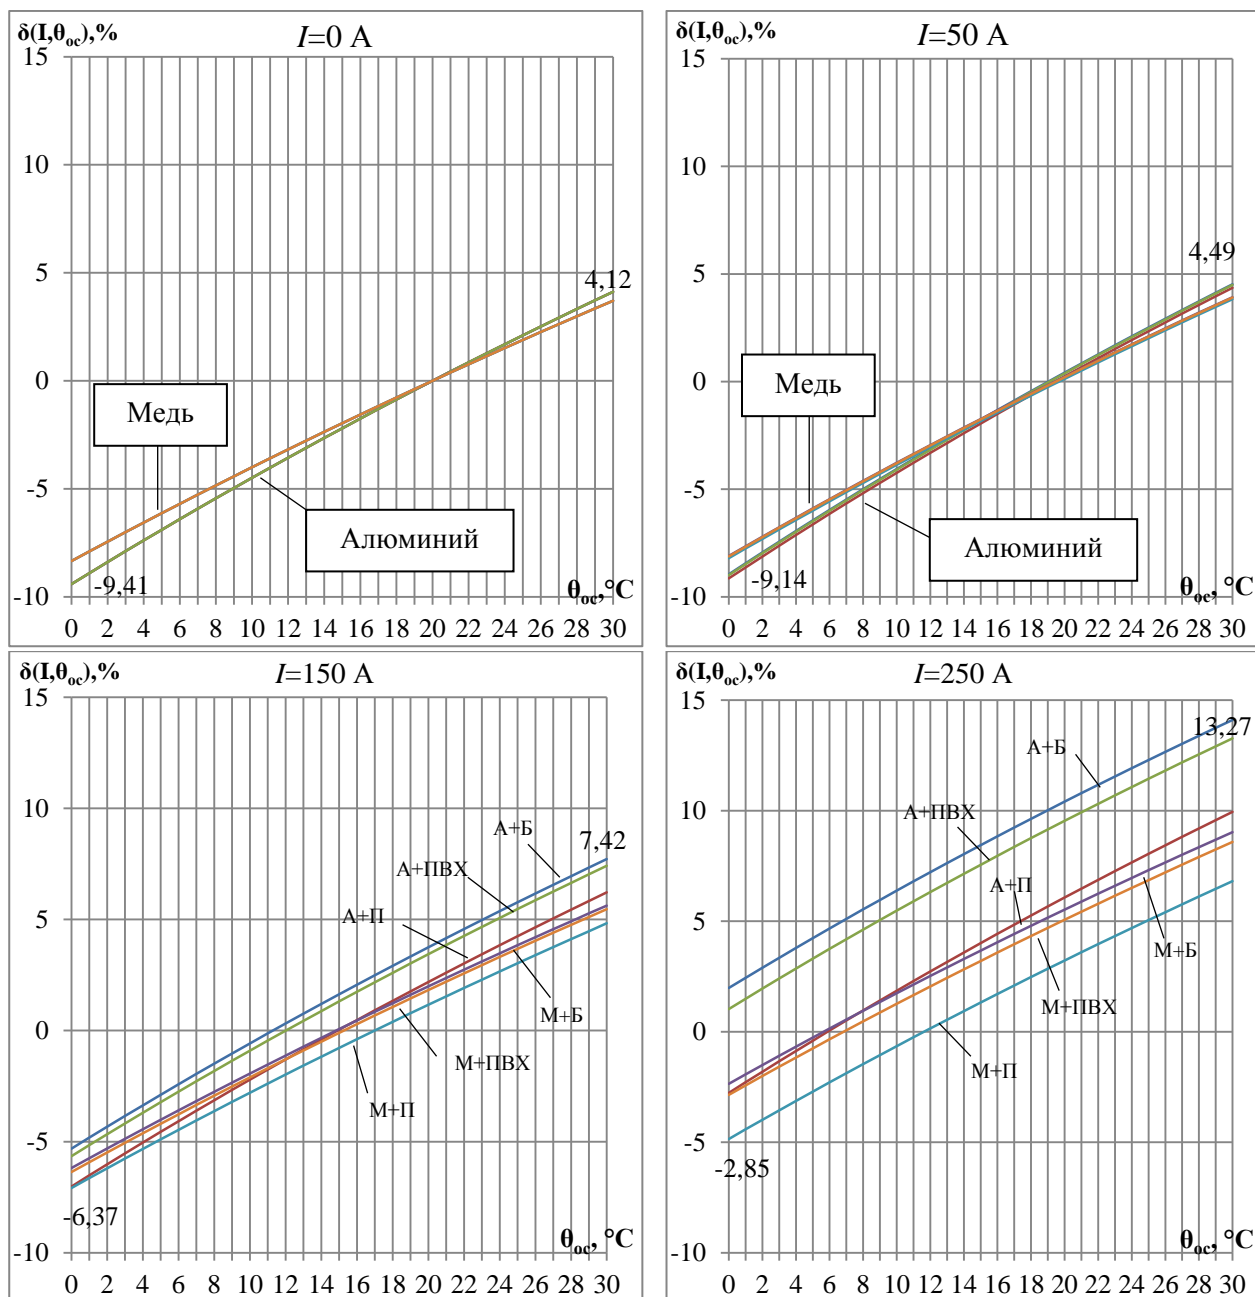 δ(I,θос),% I=0 А
15
10
5
0
-5
-10
4,12
Медь
Алюминий
-9,41
θос,°C
0 2 4 6 8 10 12 14 16 18 20 22 24 26 28 30
δ(I,θос),% I=50 А
15
10
5
0
-5
-10
4,49
Медь
Алюминий
-9,14
θос,°C
0 2 4 6 8 10 12 14 16 18 20 22 24 26 28 30
δ(I,θос),% I=150 А
15
10
5
0
-5
-10
А+Б
7,42
А+ПВХ
А+П
М+Б
М+ПВХ
М+П
-6,37
θос, °C
0 2 4 6 8 10 12 14 16 18 20 22 24 26 28 30
δ(I,θос),% I=250 А
15
10
5
0
-5
-10
13,27
А+Б
А+ПВХ
А+П
М+Б
М+ПВХ
М+П
-2,85
θос, °C
0 2 4 6 8 10 12 14 16 18 20 22 24 26 28 30